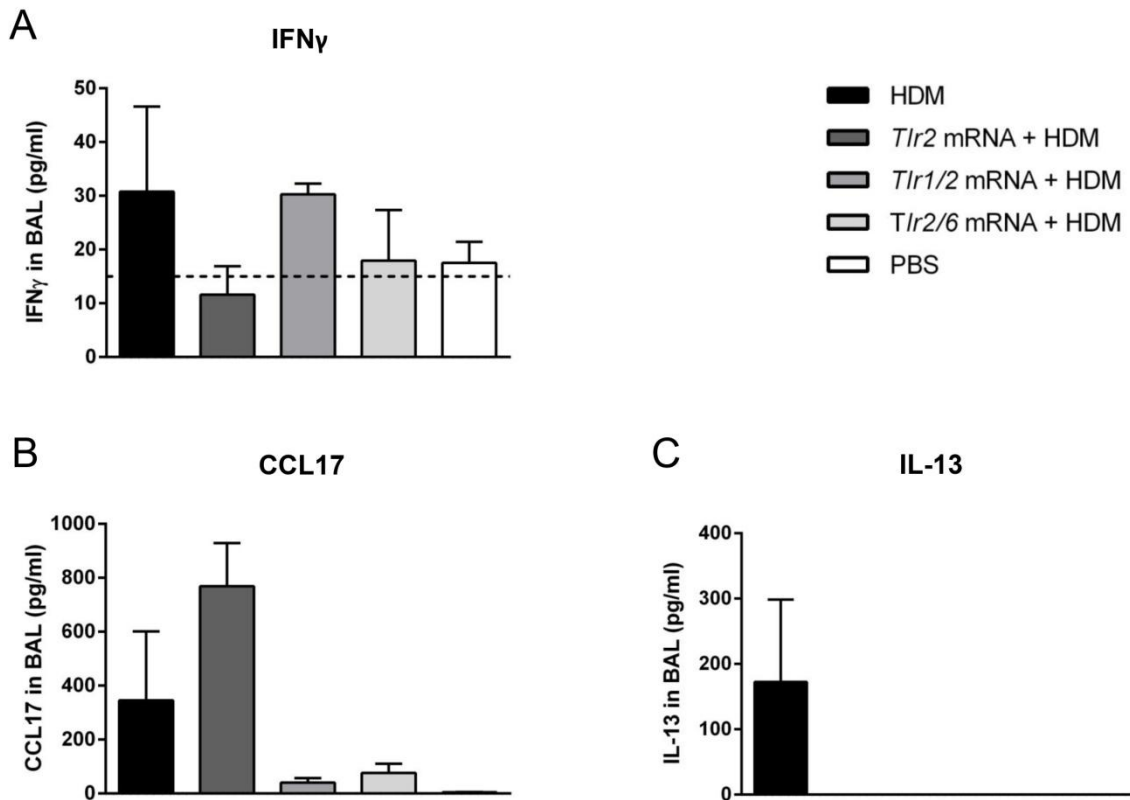 A
IFNγ
IFNγ in BAL (pg/ml)
50
40
30
20
10
0
HDM
Tlr2 mRNA + HDM
Tlr1/2 mRNA + HDM
Tlr2/6 mRNA + HDM
PBS
B
CCL17
CCL17 in BAL (pg/ml)
1000
800
600
400
200
0
C
IL-13
IL-13 in BAL (pg/ml)
400
300
200
100
0